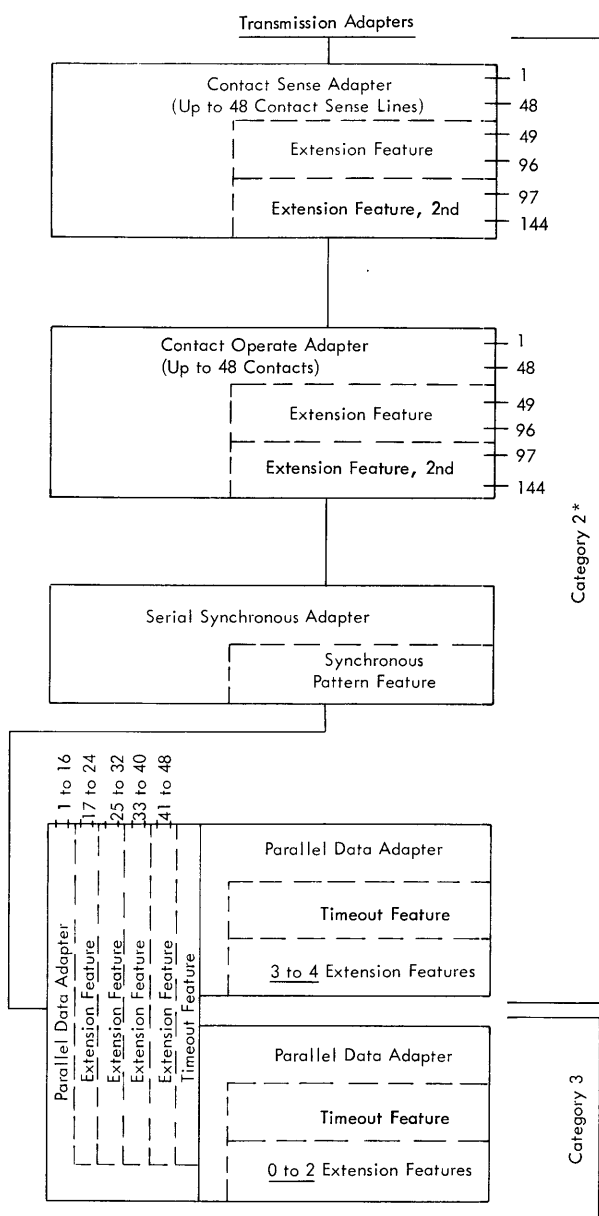 Transmission Adapters
Contact Sense Adapter
(Up to 48 Contact Sense Lines)
Extension Feature
Extension Feature, 2nd
1
48
49
96
97
144
Contact Operate Adapter
(Up to 48 Contacts)
Extension Feature
Extension Feature, 2nd
1
48
49
96
97
144
Category 2*
Serial Synchronous Adapter
Synchronous
Pattern Feature
1 to 16
17 to 24
25 to 32
33 to 40
41 to 48
Parallel Data Adapter
Extension Feature
Extension Feature
Extension Feature
Extension Feature
Timeout Feature
Parallel Data Adapter
Timeout Feature
3 to 4 Extension Features
Parallel Data Adapter
Timeout Feature
0 to 2 Extension Features
Category 3